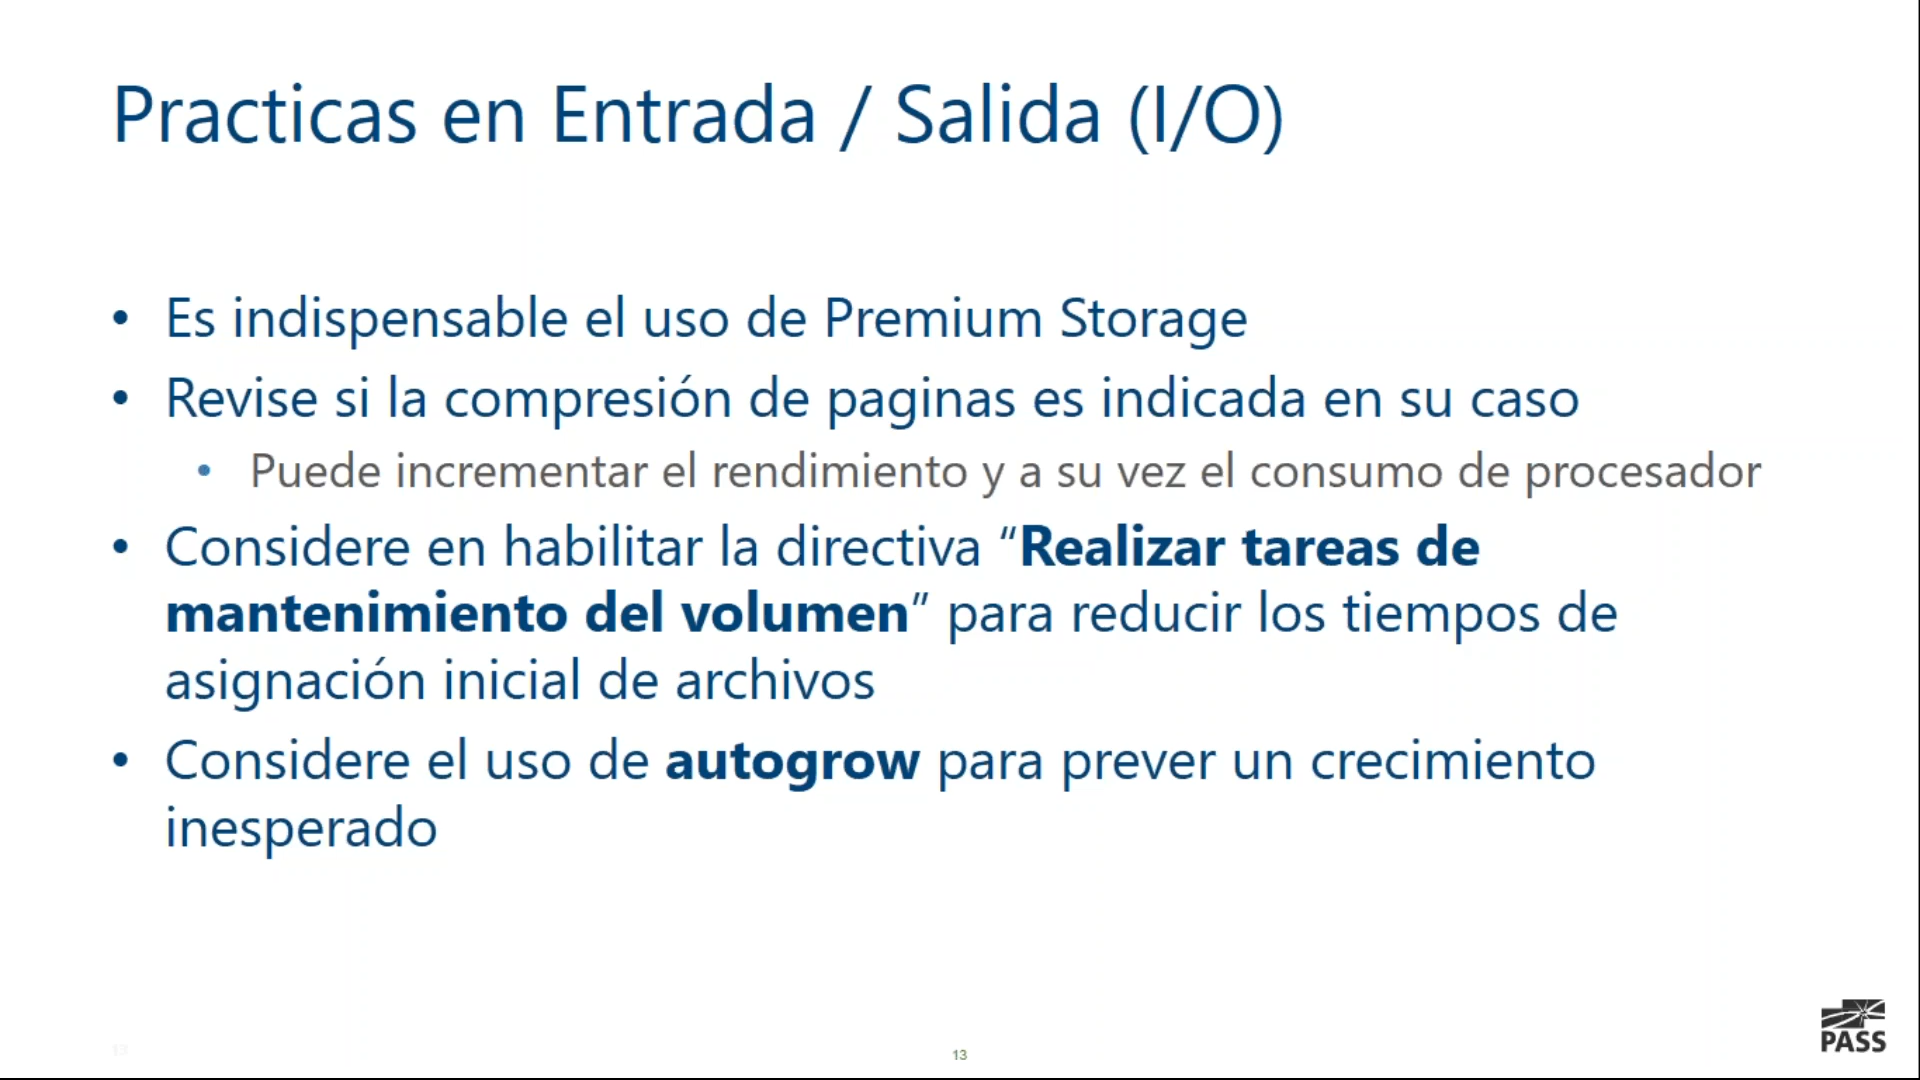 Practicas en Entrada / Salida (I/O)
• Es indispensable el uso de Premium Storage
• Revise si la compresión de paginas es indicada en su caso
• Puede incrementar el rendimiento y a su vez el consumo de procesador
• Considere en habilitar la directiva “Realizar tareas de
mantenimiento del volumen” para reducir los tiempos de
asignación inicial de archivos
• Considere el uso de autogrow para prever un crecimiento
inesperado
13
13
PASS